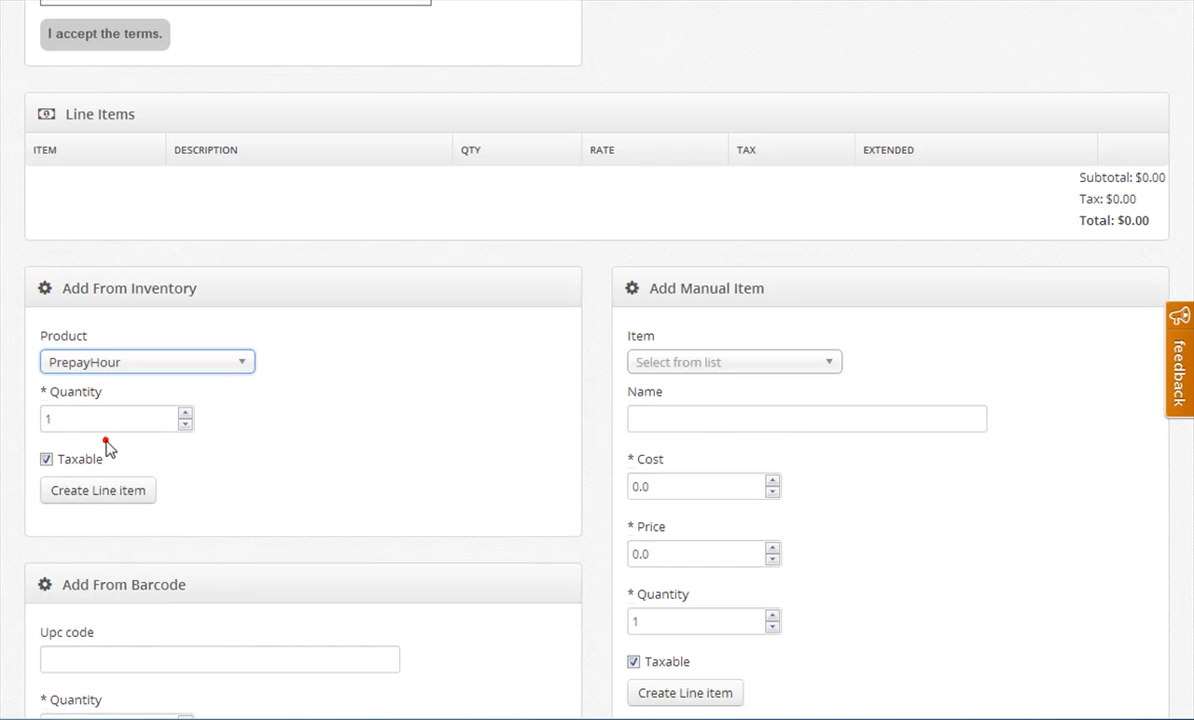 I accept the terms.
Line Items
ITEM DESCRIPTION QTY RATE TAX EXTENDED
Subtotal: $0.00
Tax: $0.00
Total: $0.00
Add From Inventory
Product
PrepayHour
* Quantity
1
Taxable
Create Line item
Add From Barcode
Upc code
* Quantity
Add Manual Item
Item
Select from list
Name
* Cost
0.0
* Price
0.0
* Quantity
1
Taxable
Create Line item
feedback